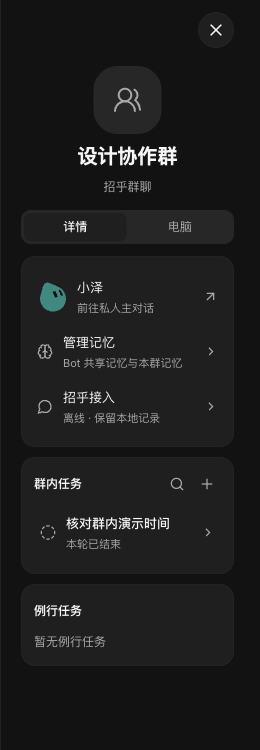 设计协作群
招乎群聊
详情
电脑
小泽
前往私人主对话
管理记忆
Bot 共享记忆与本群记忆
招乎接入
离线 · 保留本地记录
群内任务
核对群内演示时间
本轮已结束
例行任务
暂无例行任务